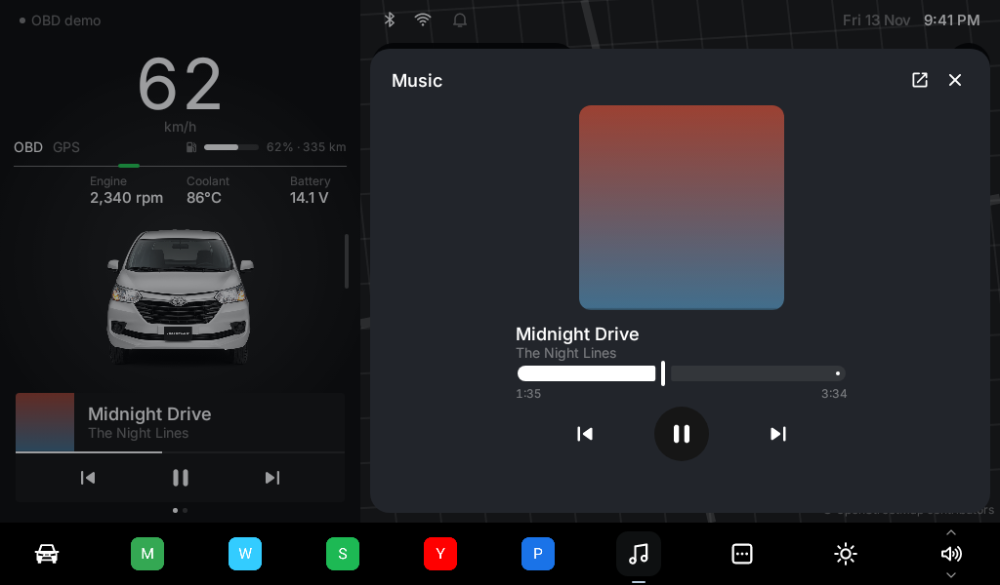 OBD demo
Fri 13 Nov 9:41 PM
62
km/h
OBD GPS
62% · 335 km
Engine
2,340 rpm
Coolant
86°C
Battery
14.1 V
Midnight Drive
The Night Lines
Music
Midnight Drive
The Night Lines
1:35
3:34
contributors
M
W
S
Y
P